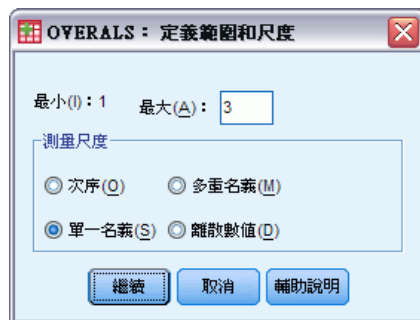 OVERALS：定義範圍和尺度
最小(I)：1 最大(A)： 3
測量尺度
次序(O) 多重名義(M)
單一名義(S) 離散數值(D)
繼續 取消 輔助說明